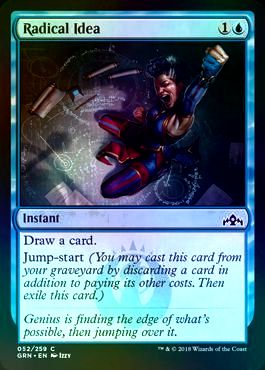 Radical Idea 1
Instant
Draw a card.
Jump-start (You may cast this card from
your graveyard by discarding a card in
addition to paying its other costs. Then
exile this card.)
Genius is finding the edge of what's
possible, then jumping over it.
052/259 C
GRN • EN Izzy
™ & © 2018 Wizards of the Coast